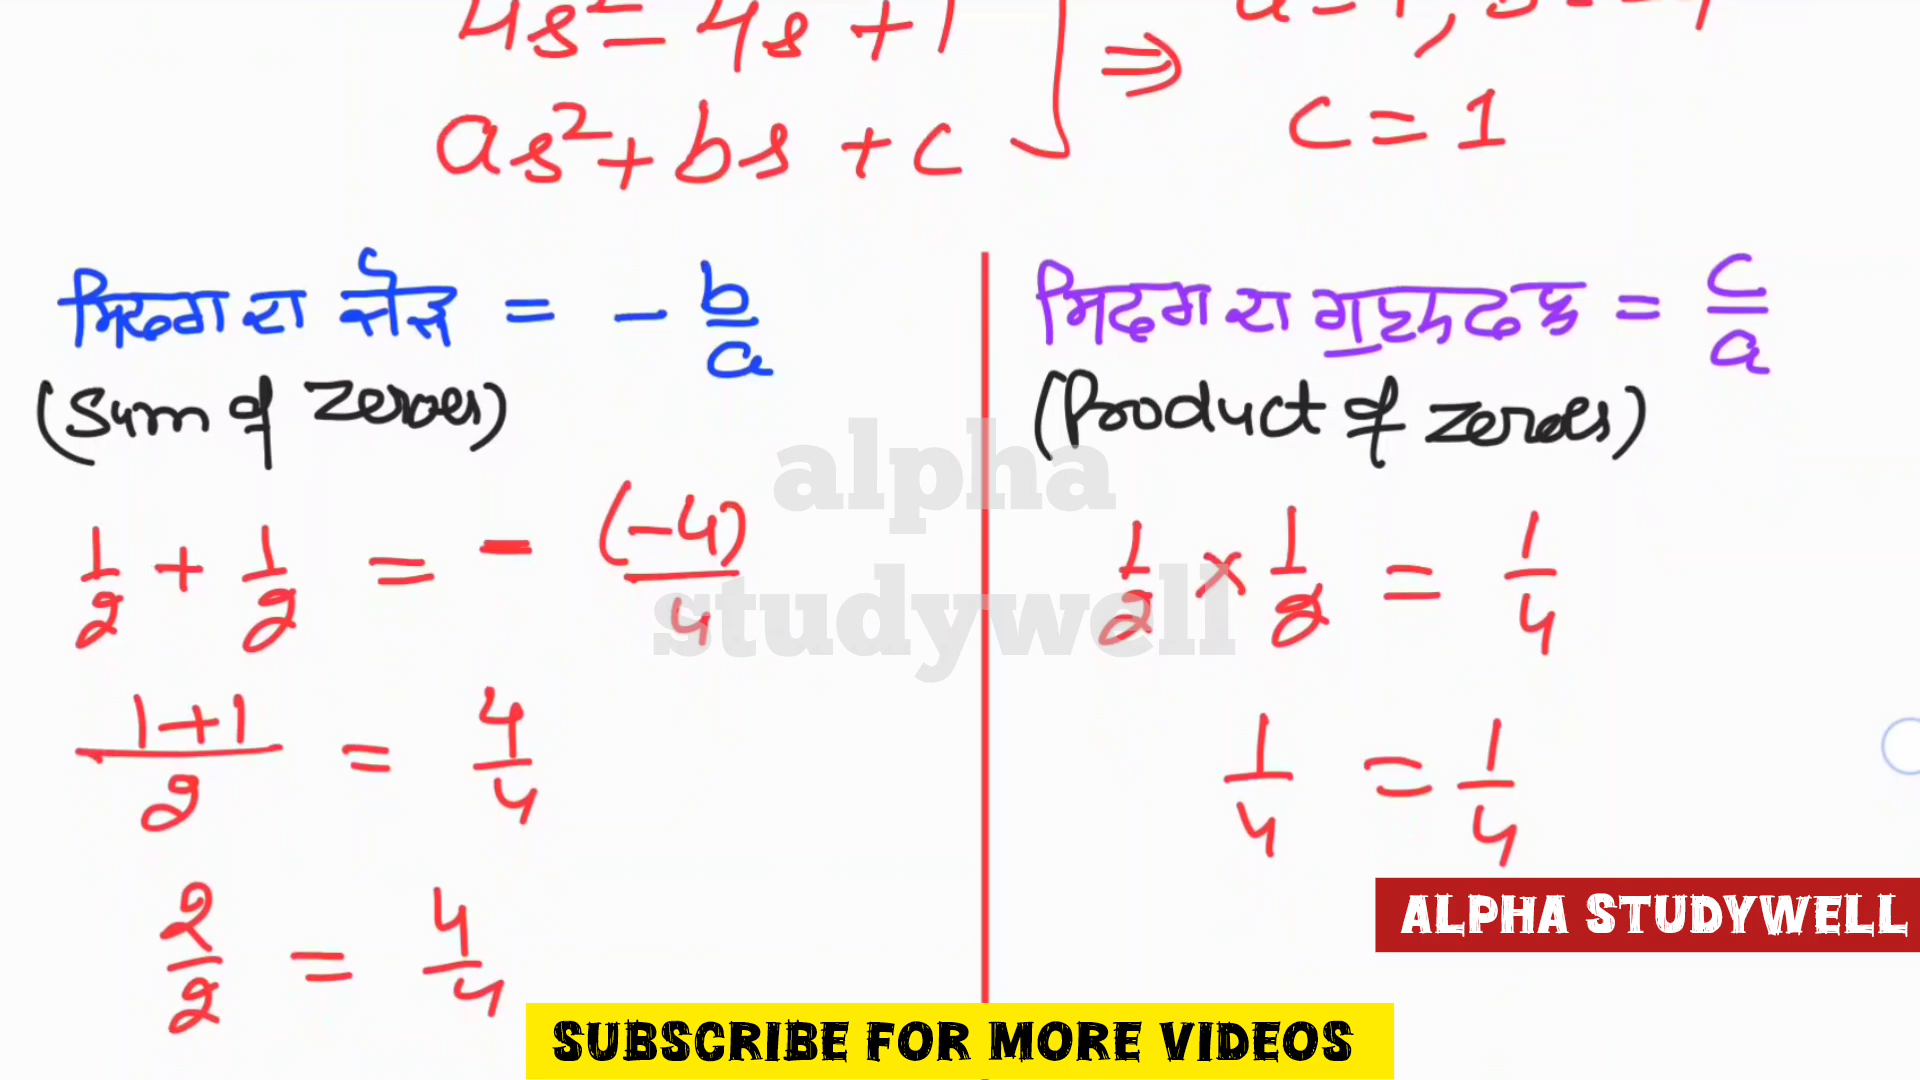 4s² - 4s + 1
as² + bs + c
⇒
c = 1
= - b/a
(Sum of zeroes)
1/2 + 1/2 = - (-4)/4
(1+1)/2 = 4/4
2/2 = 4/4
= c/a
(Product of zeroes)
1/2 × 1/2 = 1/4
1/4 = 1/4
alpha
studywell
ALPHA STUDYWELL
SUBSCRIBE FOR MORE VIDEOS